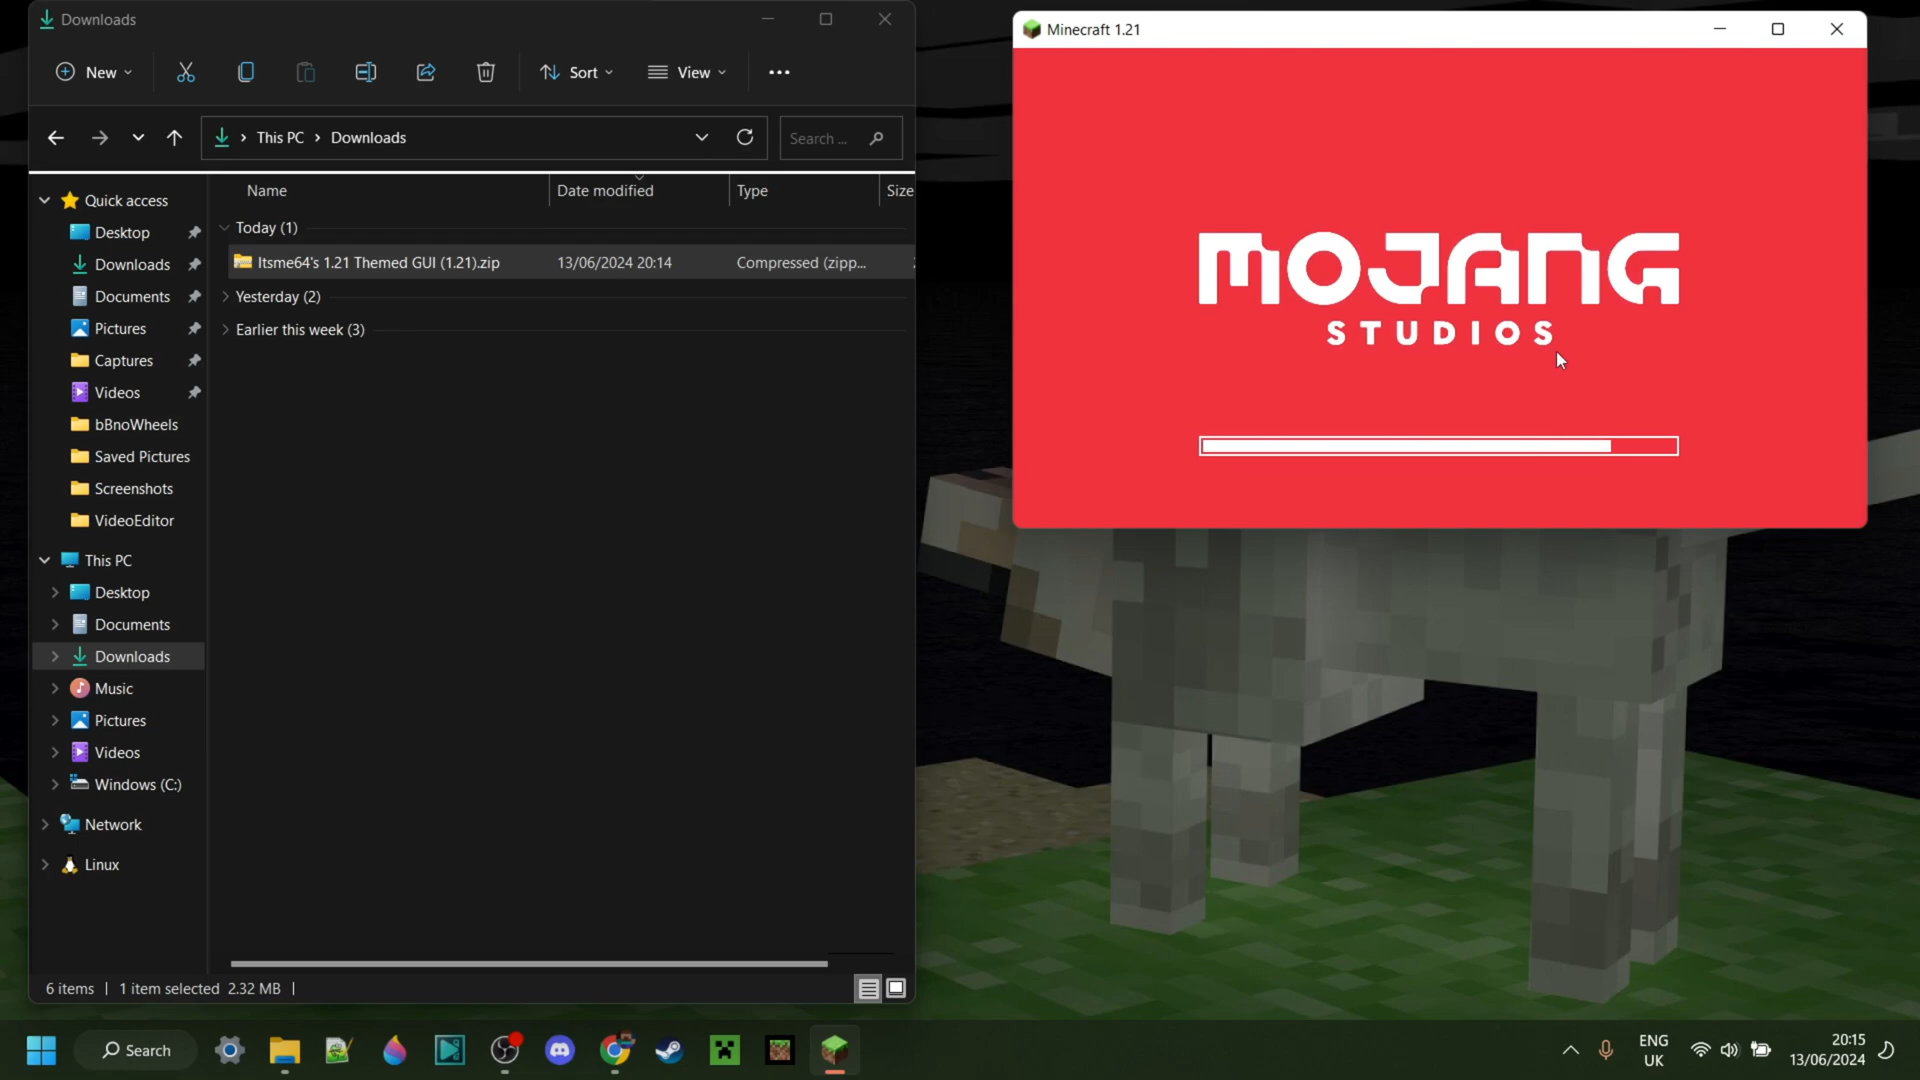 Downloads
New
Sort
View
This PC
Downloads
Search ...
Name
Date modified
Type
Size
Quick access
Desktop
Downloads
Documents
Pictures
Captures
Videos
bBnoWheels
Saved Pictures
Screenshots
VideoEditor
This PC
Desktop
Documents
Downloads
Music
Pictures
Videos
Windows (C:)
Network
Linux
Today (1)
Itsme64's 1.21 Themed GUI (1.21).zip
13/06/2024 20:14
Compressed (zipp...
Yesterday (2)
Earlier this week (3)
6 items
1 item selected 2.32 MB
Minecraft 1.21
MOJANG
STUDIOS
Search
ENG
UK
20:15
13/06/2024